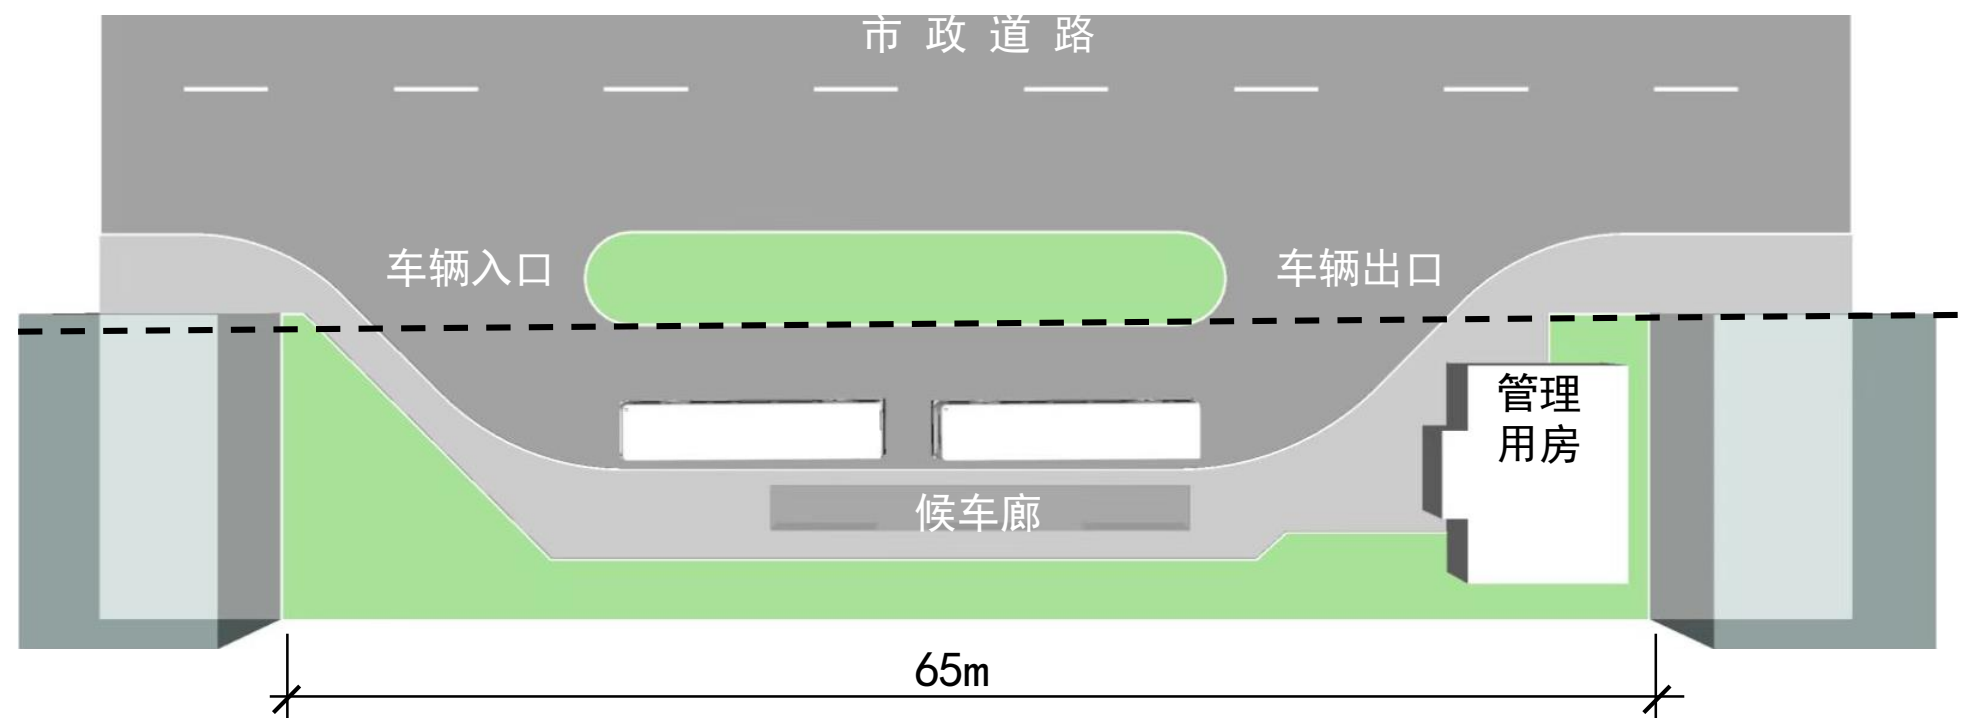 市政道路
车辆入口
车辆出口
管理
用房
候车廊
65m